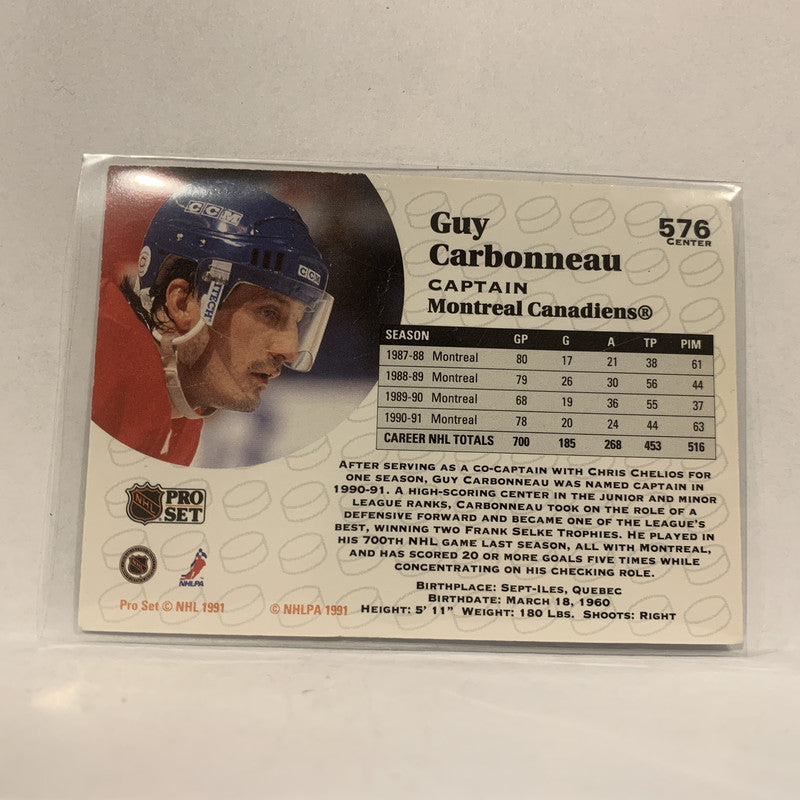 CCM
CCM
ITECH
Guy
Carbonneau
CAPTAIN
Montreal Canadiens®
576
CENTER
SEASON GP G A TP PIM
1987-88 Montreal 80 17 21 38 61
1988-89 Montreal 79 26 30 56 44
1989-90 Montreal 68 19 36 55 37
1990-91 Montreal 78 20 24 44 63
CAREER NHL TOTALS 700 185 268 453 516
AFTER SERVING AS A CO-CAPTAIN WITH CHRIS CHELIOS FOR
ONE SEASON, GUY CARBONNEAU WAS NAMED CAPTAIN IN
1990-91. A HIGH-SCORING CENTER IN THE JUNIOR AND MINOR
LEAGUE RANKS, CARBONNEAU TOOK ON THE ROLE OF A
DEFENSIVE FORWARD AND BECAME ONE OF THE LEAGUE'S
BEST, WINNING TWO FRANK SELKE TROPHIES. HE PLAYED IN
HIS 700TH NHL GAME LAST SEASON, ALL WITH MONTREAL,
AND HAS SCORED 20 OR MORE GOALS FIVE TIMES WHILE
CONCENTRATING ON HIS CHECKING ROLE.
BIRTHPLACE: SEPT-ILES, QUEBEC
BIRTHDATE: MARCH 18, 1960
HEIGHT: 5' 11" WEIGHT: 180 LBS. SHOOTS: RIGHT
NHL
PRO
SET
NHLPA
Pro Set © NHL 1991
© NHLPA 1991